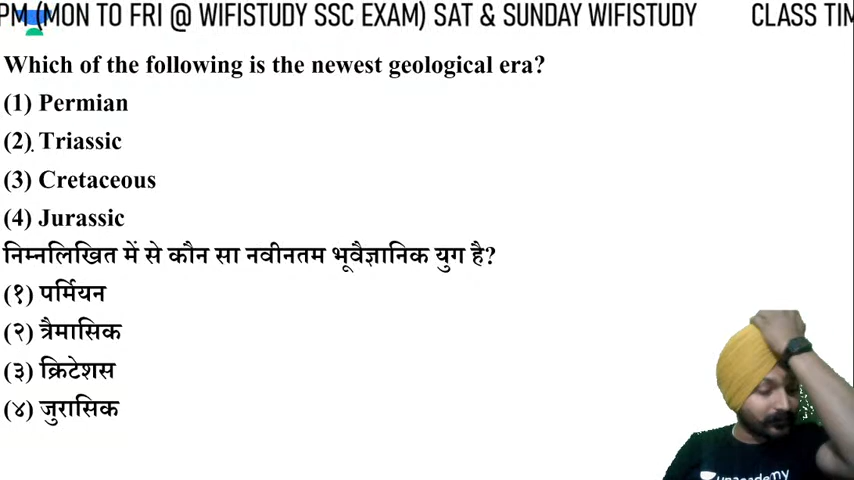 PM (MON TO FRI @ WIFISTUDY SSC EXAM) SAT & SUNDAY WIFISTUDY CLASS TIM
Which of the following is the newest geological era?
(1) Permian
(2) Triassic
(3) Cretaceous
(4) Jurassic
निम्नलिखित में से कौन सा नवीनतम भूवैज्ञानिक युग है?
(१) पर्मियन
(२) त्रैमासिक
(३) क्रिटेशस
(४) जुरासिक
unacademy